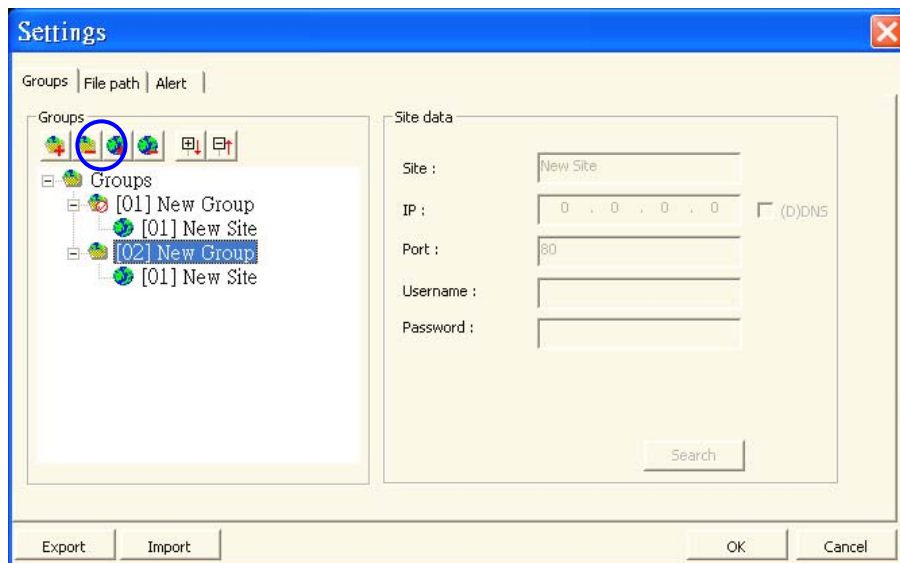 Settings
Groups File path Alert
Groups
Groups
[01] New Group
[01] New Site
[02] New Group
[01] New Site
Site data
Site : New Site
IP : 0 . 0 . 0 . 0 (D)DNS
Port : 80
Username :
Password :
Search
Export Import OK Cancel